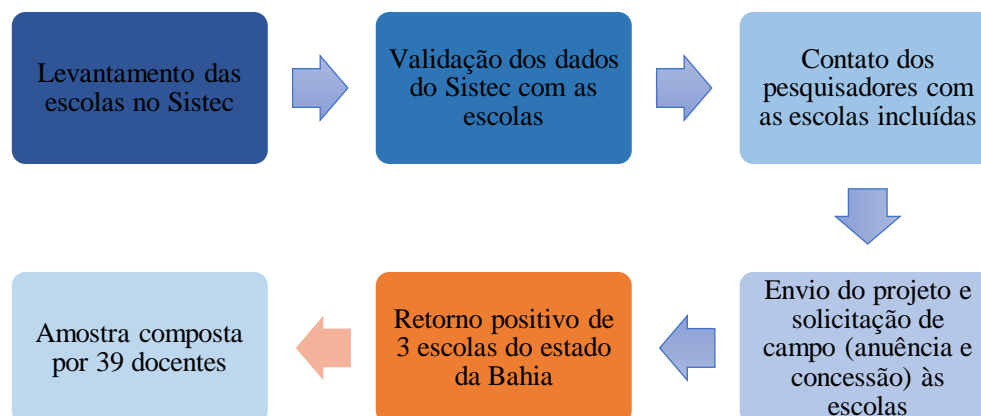 Levantamento das
escolas no Sistec
Validação dos dados
do Sistec com as
escolas
Contato dos
pesquisadores com
as escolas incluídas
Envio do projeto e
solicitação de
campo (anuência e
concessão) às
escolas
Retorno positivo de
3 escolas do estado
da Bahia
Amostra composta
por 39 docentes